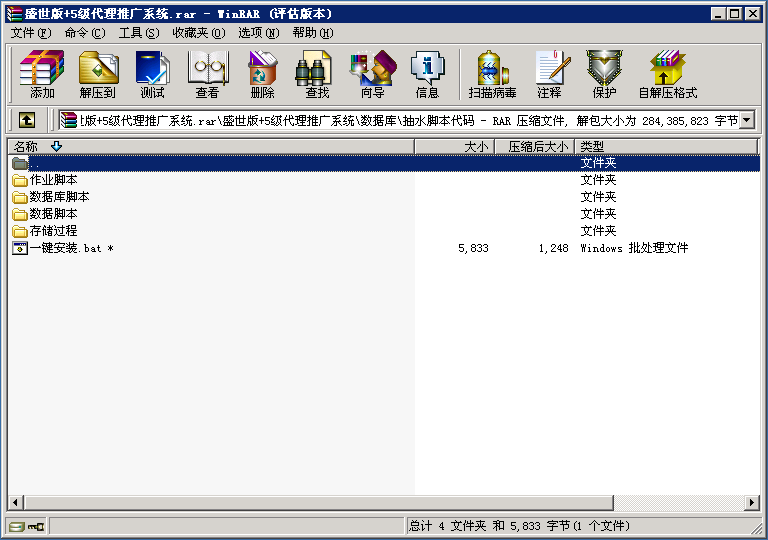 盛世版+5级代理推广系统.rar - WinRAR (评估版本)
文件(F) 命令(C) 工具(S) 收藏夹(O) 选项(N) 帮助(H)
添加 解压到 测试 查看 删除 查找 向导 信息 扫描病毒 注释 保护 自解压格式
版+5级代理推广系统.rar\盛世版+5级代理推广系统\数据库\抽水脚本代码 - RAR 压缩文件, 解包大小为 284,385,823 字节
名称 大小 压缩后大小 类型
.. 文件夹
作业脚本 文件夹
数据库脚本 文件夹
数据脚本 文件夹
存储过程 文件夹
一键安装.bat * 5,833 1,248 Windows 批处理文件
总计 4 文件夹 和 5,833 字节(1 个文件)